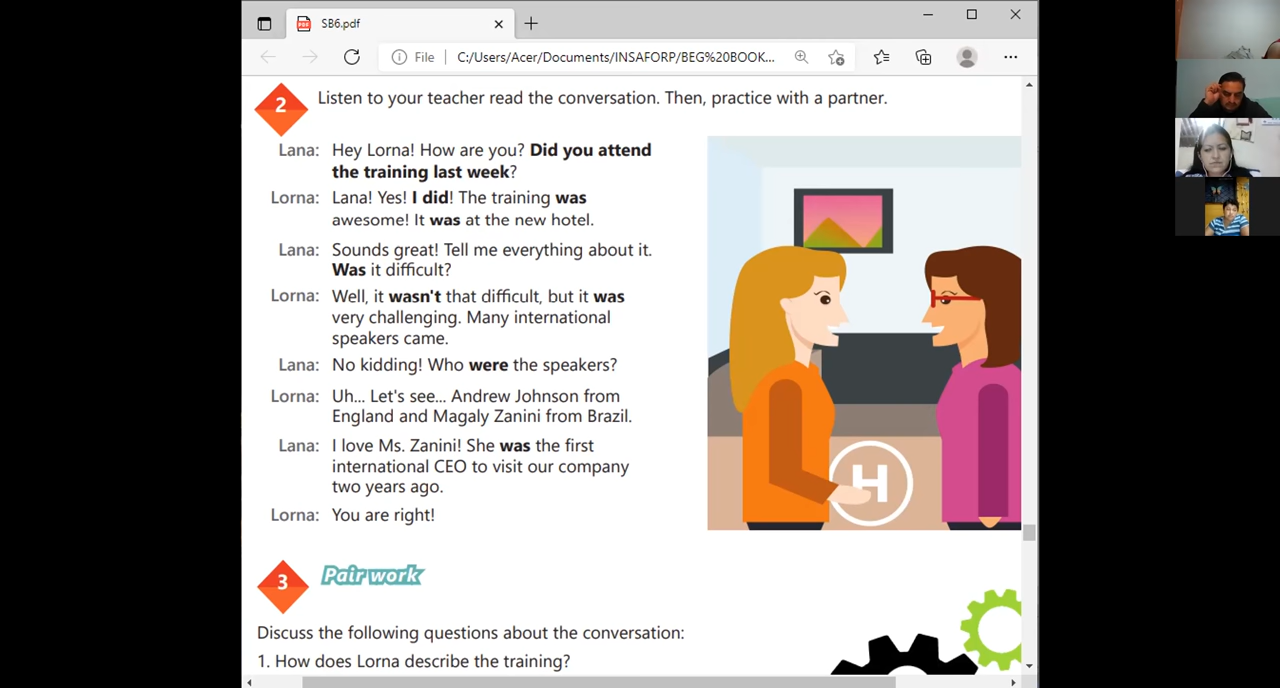 SB6.pdf
File
C:/Users/Acer/Documents/INSAFORP/BEG%20BOOK...
2
Listen to your teacher read the conversation. Then, practice with a partner.
Lana: Hey Lorna! How are you? Did you attend
the training last week?
Lorna: Lana! Yes! I did! The training was
awesome! It was at the new hotel.
Lana: Sounds great! Tell me everything about it.
Was it difficult?
Lorna: Well, it wasn't that difficult, but it was
very challenging. Many international
speakers came.
Lana: No kidding! Who were the speakers?
Lorna: Uh... Let's see... Andrew Johnson from
England and Magaly Zanini from Brazil.
Lana: I love Ms. Zanini! She was the first
international CEO to visit our company
two years ago.
Lorna: You are right!
H
3
Pair work
Discuss the following questions about the conversation:
1. How does Lorna describe the training?